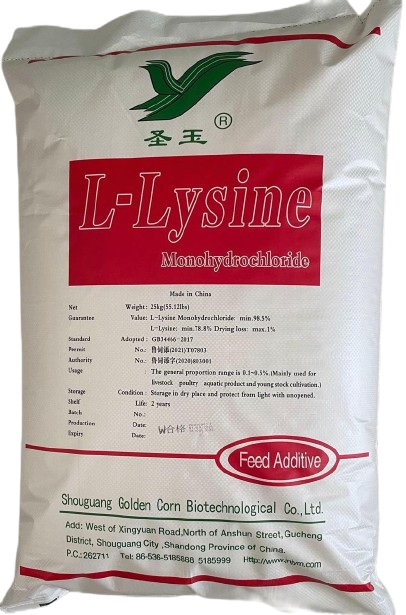 ®
圣玉
L-Lysine
Monohydrochloride
Made in China
Net Weight: 25kg(55.12lbs)
Guarantee Value: L-Lysine Monohydrochloride: min.98.5%
L-Lysine: min.78.8% Drying loss: max.1%
Standard Adopted: GB34466-2017
Permit No.: 鲁饲添(2021)T07803
Authority No.: 鲁饲添字(2020)803001
Usage : The general proportion range is 0.1-0.5%.(Mainly used for
livestock poultry aquatic product and young stock cultivation.)
Storage Condition: Storage in dry place and protect from light with unopened.
Shelf Life: 2 years
Batch No.:
Production Date:
W合格
Expiry Date:
Feed Additive
Shouguang Golden Corn Biotechnological Co.,Ltd.
Add: West of Xingyuan Road,North of Anshun Street,Gucheng
District, Shouguang City ,Shandong Province of China.
P.C.: 262711 Tel: 86-536-5185888 5185999